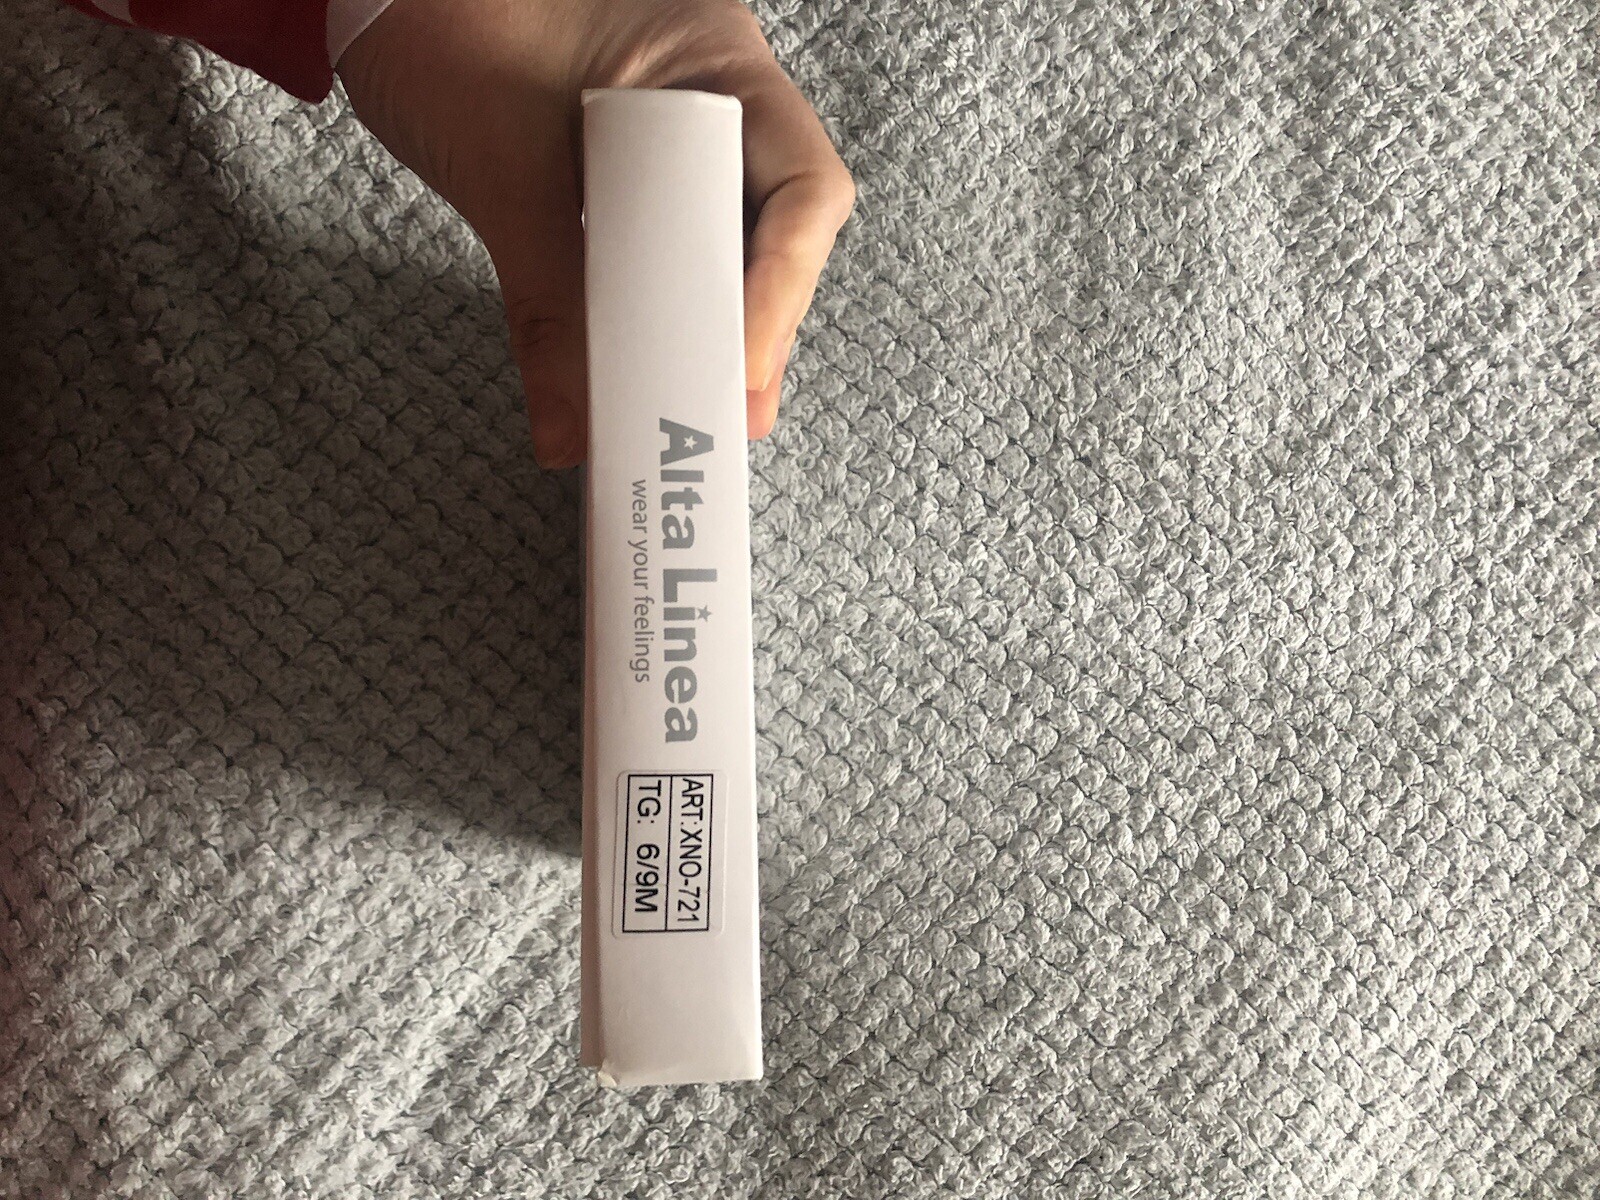 Alta Linea
wear your feelings
ART:XNO-721
TG: 6/9M